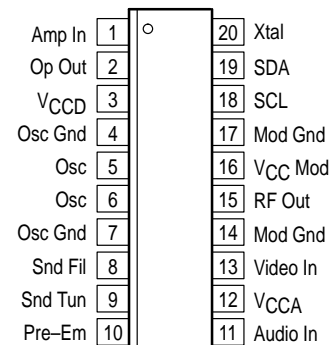 Amp In 1 20 Xtal
Op Out 2 19 SDA
VCCD 3 18 SCL
Osc Gnd 4 17 Mod Gnd
Osc 5 16 VCC Mod
Osc 6 15 RF Out
Osc Gnd 7 14 Mod Gnd
Snd Fil 8 13 Video In
Snd Tun 9 12 VCCA
Pre–Em 10 11 Audio In